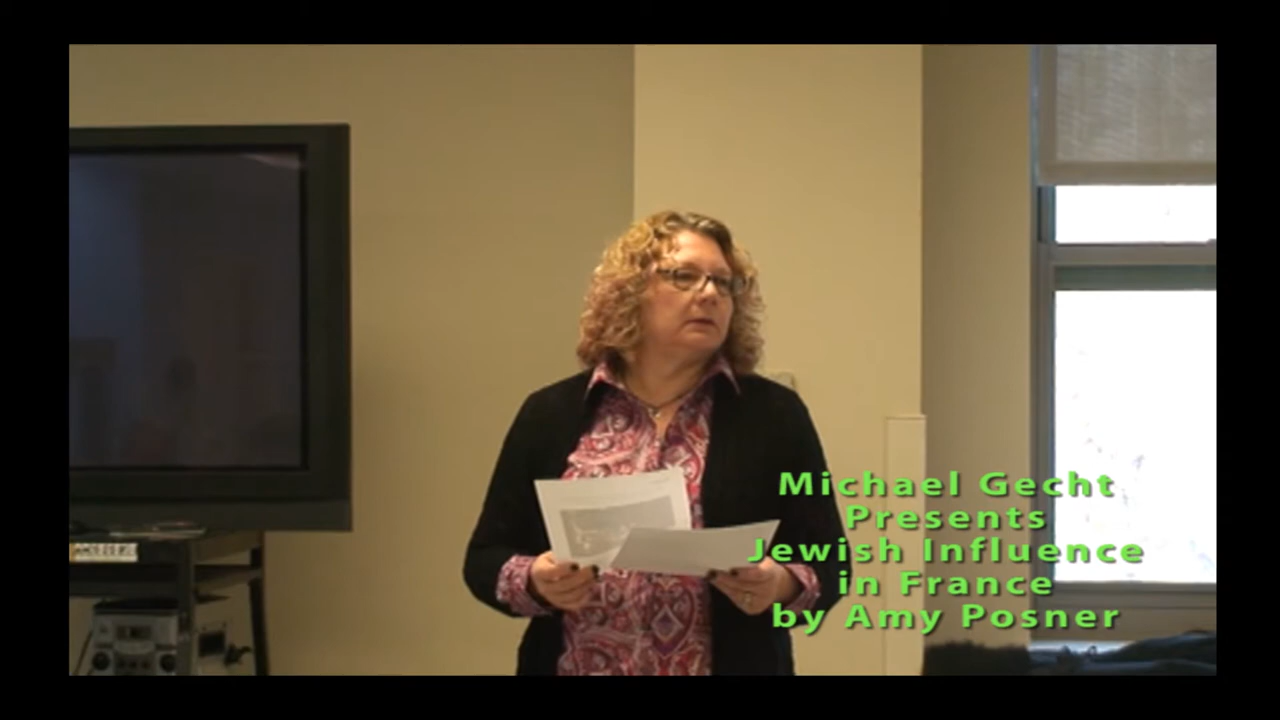 Michael Gecht
Presents
Jewish Influence
in France
by Amy Posner